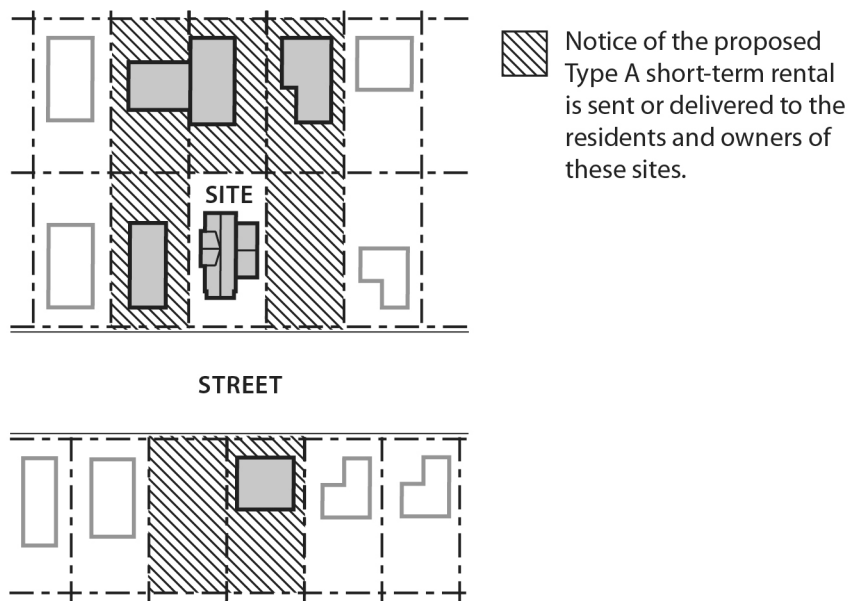 SITE
STREET
Notice of the proposed
Type A short-term rental
is sent or delivered to the
residents and owners of
these sites.